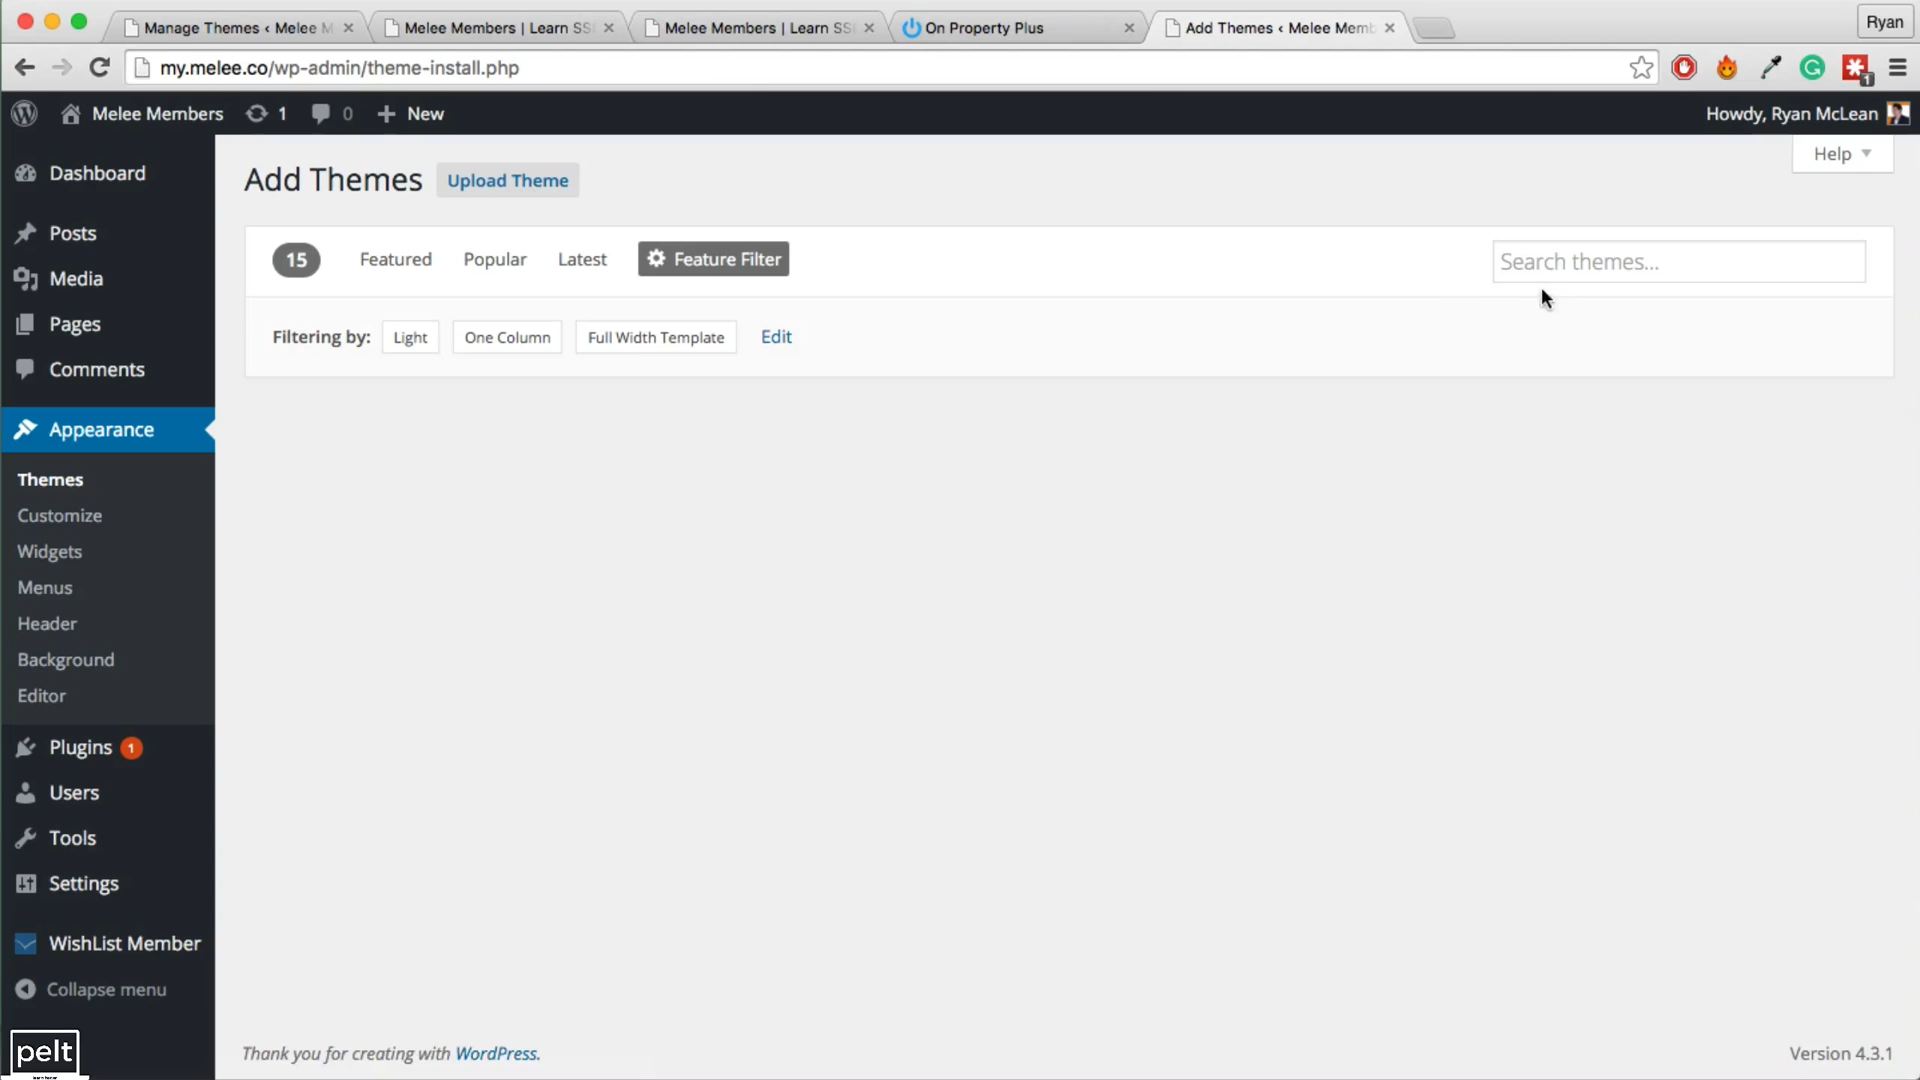 Manage Themes ‹ Melee M
Melee Members | Learn SS
Melee Members | Learn SS
On Property Plus
Add Themes ‹ Melee Memb
Ryan
my.melee.co/wp-admin/theme-install.php
1
Melee Members
1
0
New
Howdy, Ryan McLean
Help
Dashboard
Posts
Media
Pages
Comments
Appearance
Themes
Customize
Widgets
Menus
Header
Background
Editor
Plugins 1
Users
Tools
Settings
WishList Member
Collapse menu
Add Themes
Upload Theme
15
Featured
Popular
Latest
Feature Filter
Search themes...
Filtering by:
Light
One Column
Full Width Template
Edit
Thank you for creating with WordPress.
Version 4.3.1
pelt